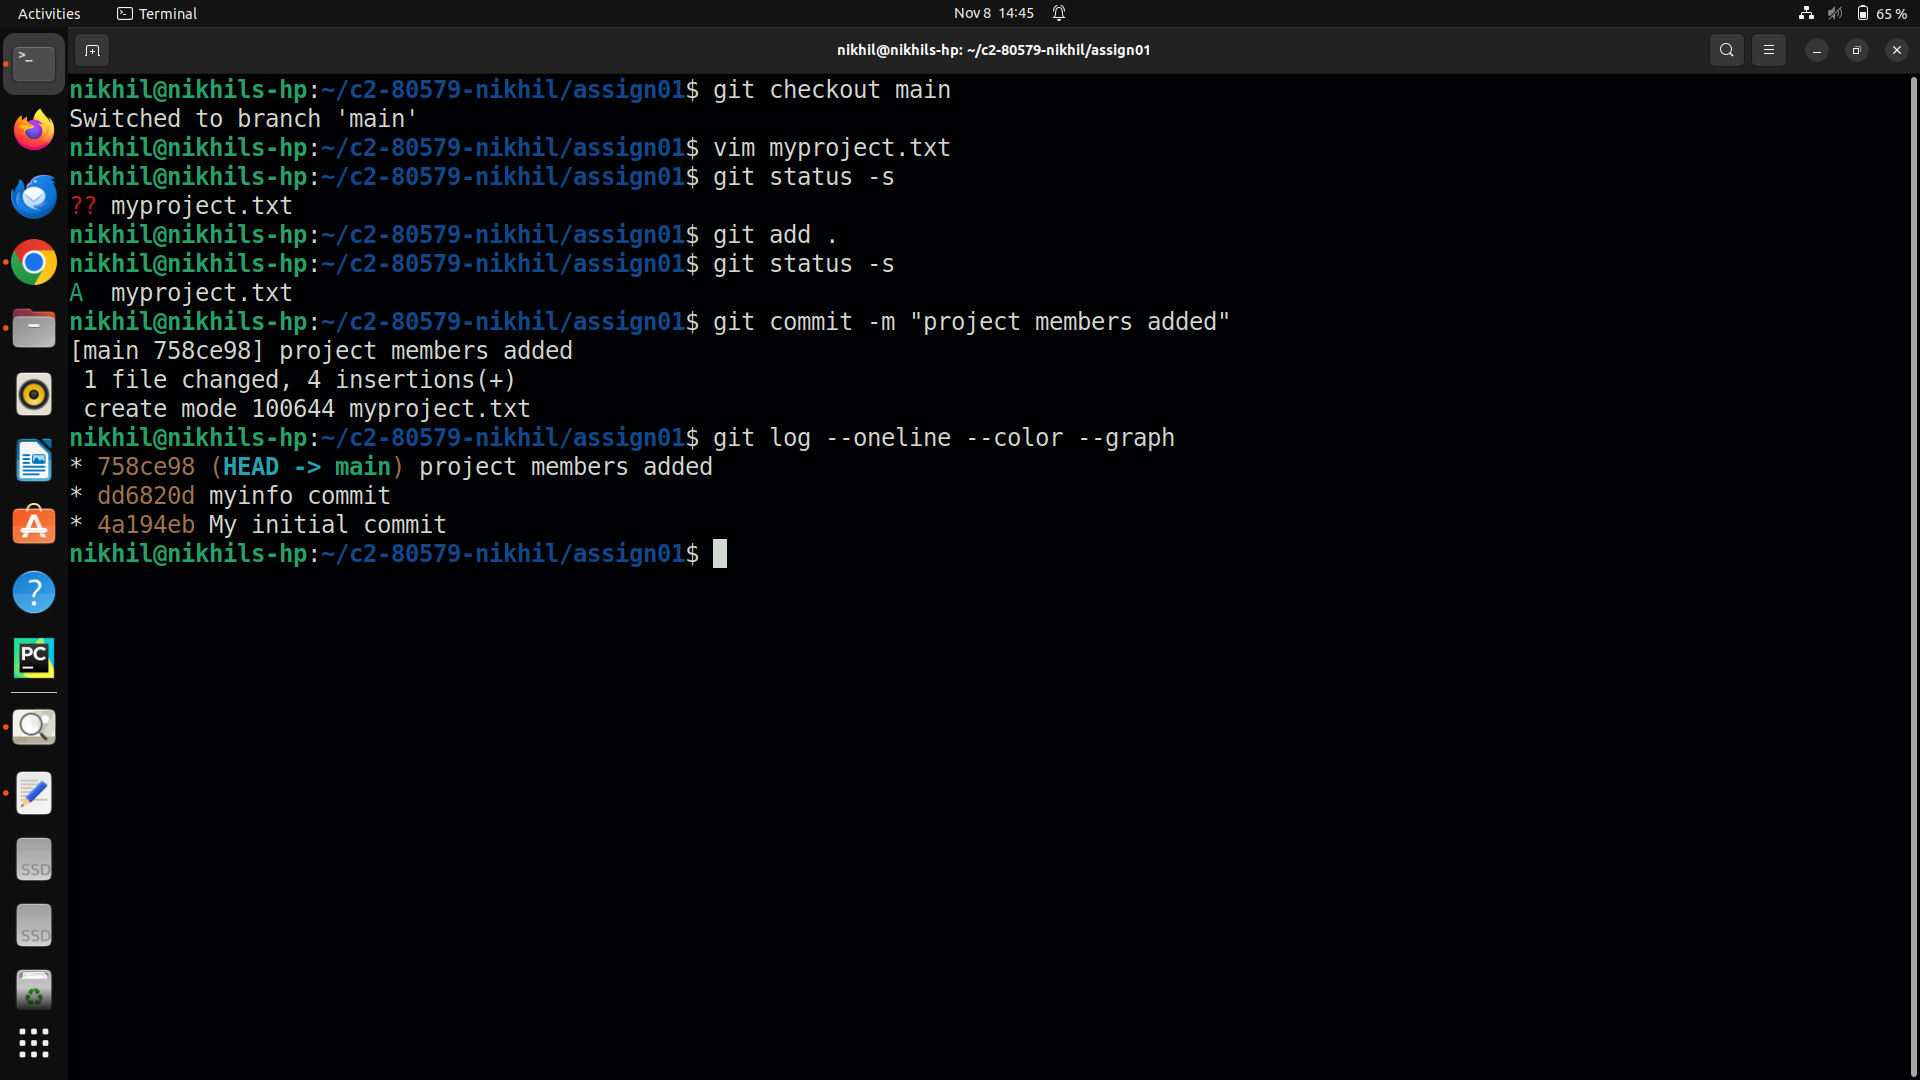 Activities Terminal Nov 8 14:45 65 %
nikhil@nikhils-hp: ~/c2-80579-nikhil/assign01
nikhil@nikhils-hp:~/c2-80579-nikhil/assign01$ git checkout main
Switched to branch 'main'
nikhil@nikhils-hp:~/c2-80579-nikhil/assign01$ vim myproject.txt
nikhil@nikhils-hp:~/c2-80579-nikhil/assign01$ git status -s
?? myproject.txt
nikhil@nikhils-hp:~/c2-80579-nikhil/assign01$ git add .
nikhil@nikhils-hp:~/c2-80579-nikhil/assign01$ git status -s
A  myproject.txt
nikhil@nikhils-hp:~/c2-80579-nikhil/assign01$ git commit -m "project members added"
[main 758ce98] project members added
 1 file changed, 4 insertions(+)
 create mode 100644 myproject.txt
nikhil@nikhils-hp:~/c2-80579-nikhil/assign01$ git log --oneline --color --graph
* 758ce98 (HEAD -> main) project members added
* dd6820d myinfo commit
* 4a194eb My initial commit
nikhil@nikhils-hp:~/c2-80579-nikhil/assign01$
PC
SSD
SSD